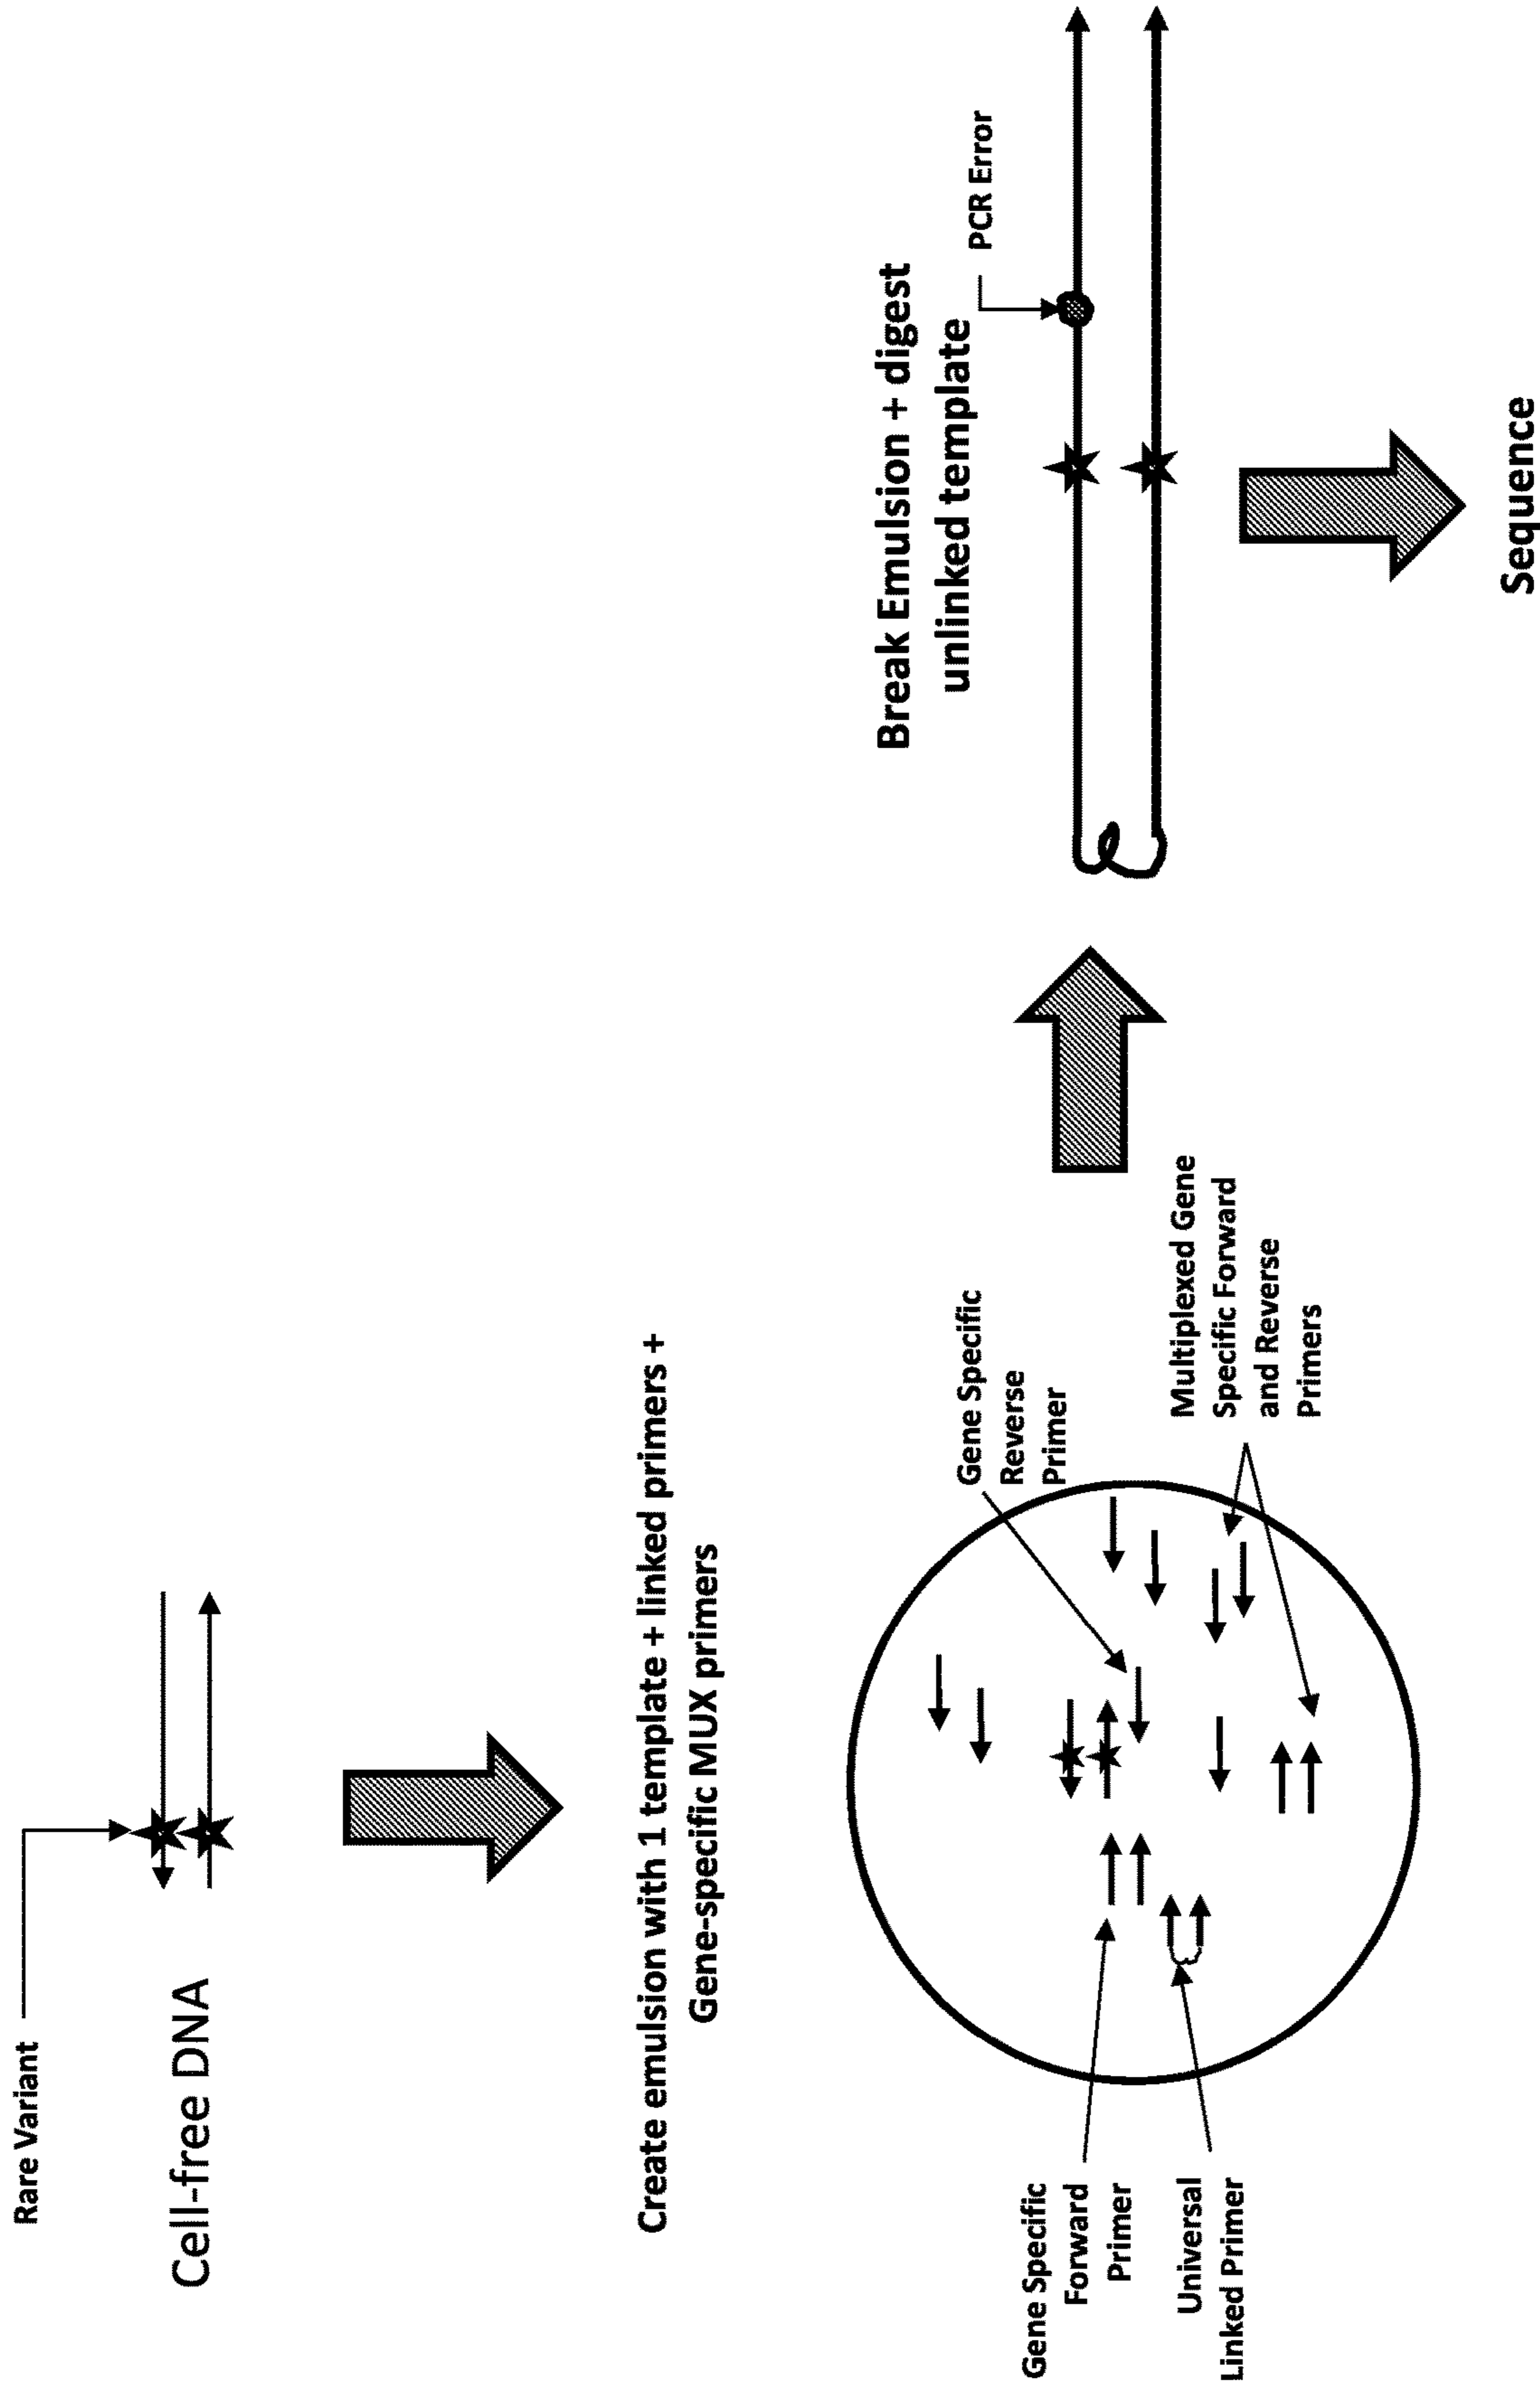 Rare Variant
Cell-free DNA
Create emulsion with 1 template + linked primers +
Gene-specific MUX primers
Gene Specific
Forward
Primer
Universal
Linked Primer
Gene Specific
Reverse
Primer
Multiplexed Gene
Specific Forward
and Reverse
Primers
Break Emulsion + digest
unlinked template
PCR Error
Sequence